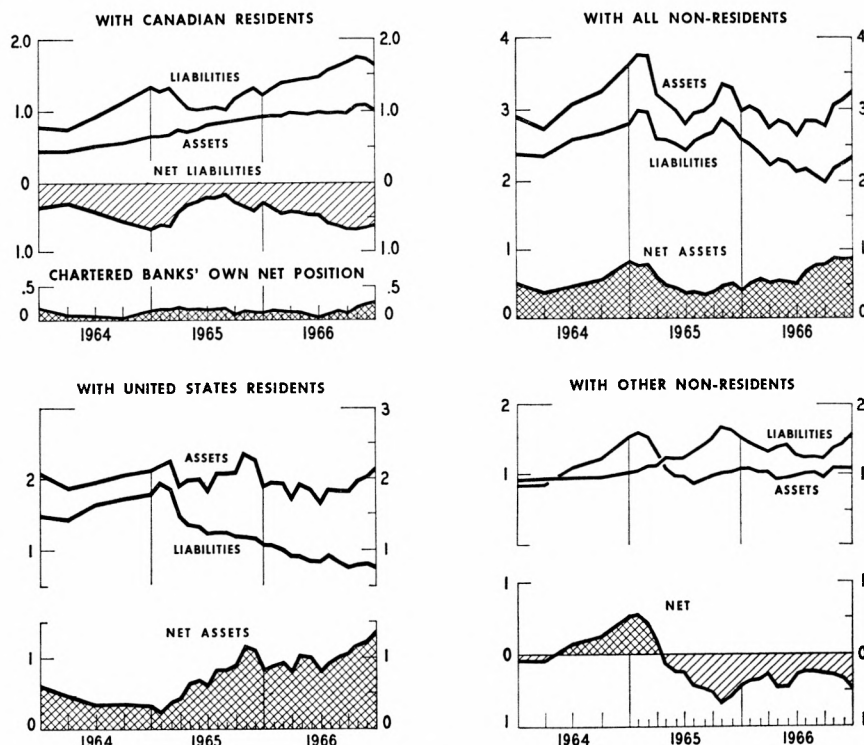 WITH CANADIAN RESIDENTS
2.0 2.0
LIABILITIES
1.0 1.0
ASSETS
NET LIABILITIES
0 0
1.0 1.0
CHARTERED BANKS' OWN NET POSITION
.5 .5
0 0
1964 1965 1966
WITH ALL NON-RESIDENTS
4 4
ASSETS
3 3
LIABILITIES
2 2
NET ASSETS
1 1
0 0
1964 1965 1966
WITH UNITED STATES RESIDENTS
3
ASSETS
2 2
LIABILITIES
1 1
NET ASSETS
1 1
0 0
1964 1965 1966
WITH OTHER NON-RESIDENTS
2 2
LIABILITIES
1 1
ASSETS
1 1
NET
0 0
1 1
1964 1965 1966